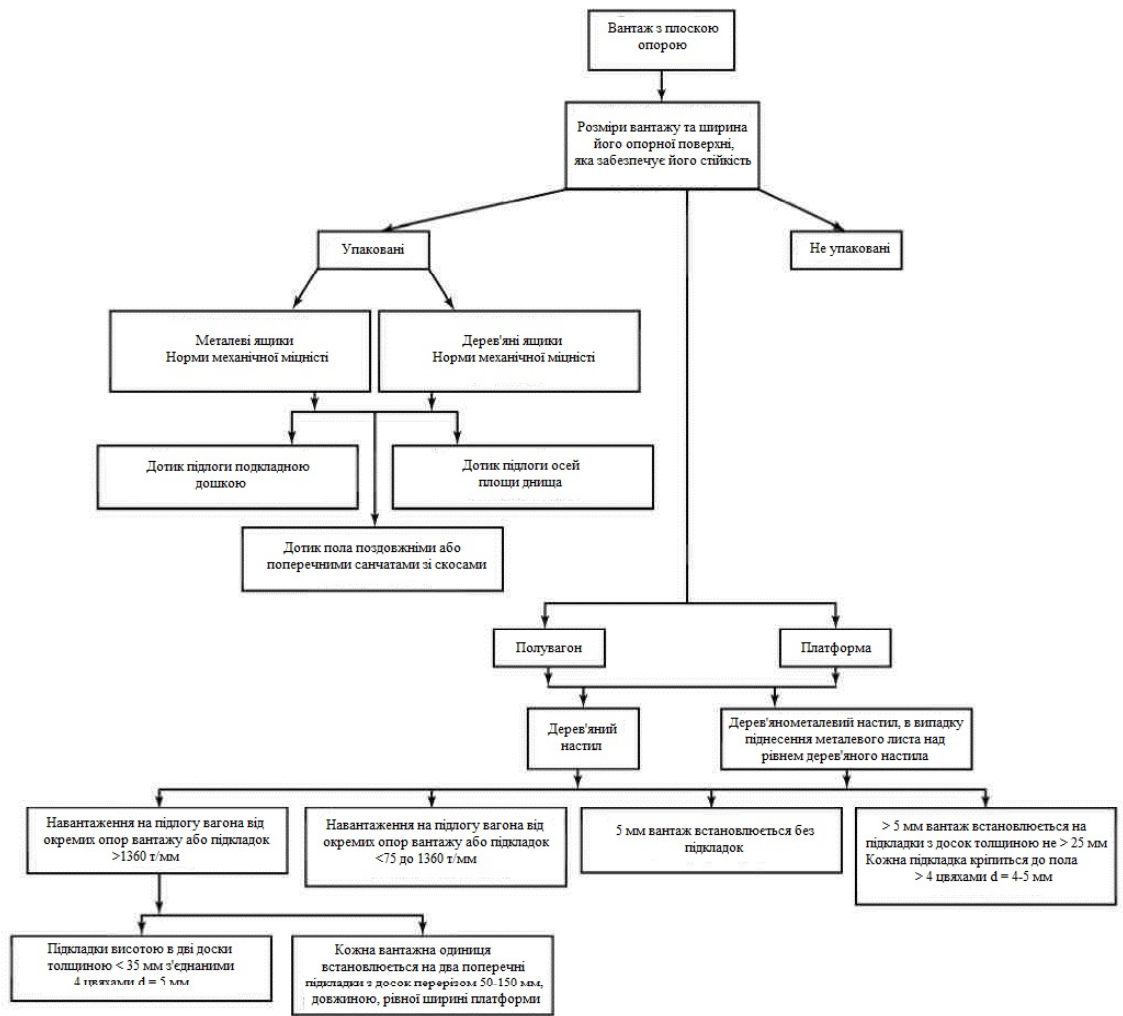 Вантаж з плоскою
опорою
Розміри вантажу та ширина
його опорної поверхні,
яка забезпечує його стійкість
Упаковані
Не упаковані
Металеві ящики
Норми механічної міцністі
Дерев'яні ящики
Норми механічної міцністі
Дотик підлоги подкладною
дошкою
Дотик підлоги осей
площи днища
Дотик пола поздовжніми або
поперечними санчатами зі скосами
Полувагон
Платформа
Дерев'яний
настил
Дерев'янометалевий настил, в випадку
піднесення металевого листа над
рівнем дерев'яного настила
Навантаження на підлогу вагона від
окремих опор вантажу або підкладок
>1360 т/мм
Навантаження на підлогу вагона від
окремих опор вантажу або підкладок
<75 до 1360 т/мм
5 мм вантаж встановлюється без
підкладок
> 5 мм вантаж встановлюється на
підкладки з досок толщиною не > 25 мм
Кожна підкладка кріпиться до пола
> 4 цвяхами d = 4-5 мм
Підкладки висотою в дві доски
толщиною < 35 мм з'єднаними
4 цвяхами d = 5 мм
Кожна вантажна одиниця
встановлюється на два поперечні
підкладки з досок перерізом 50-150 мм,
довжиною, рівної ширині платформи